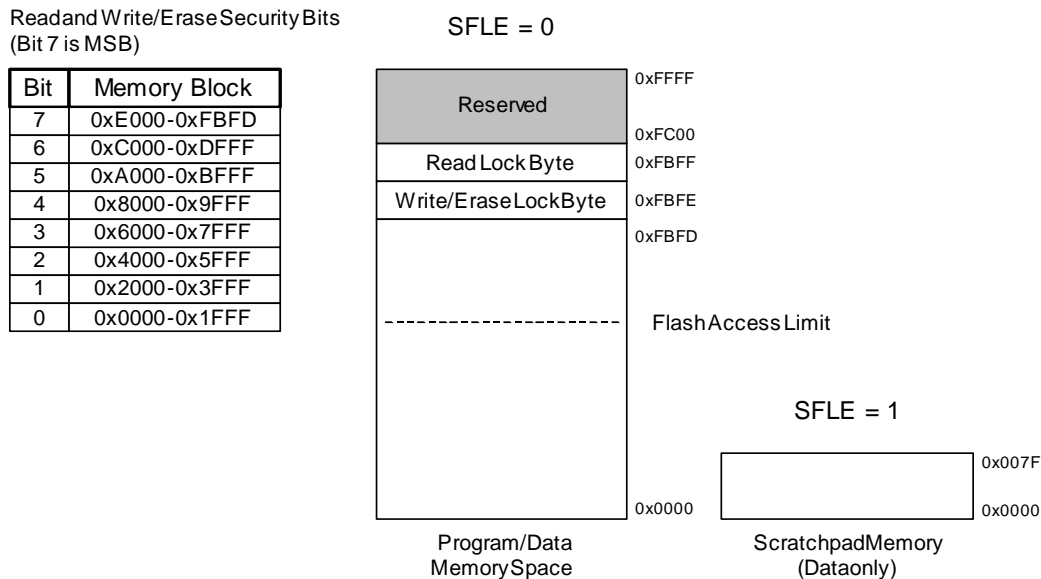 Read and Write/Erase Security Bits
(Bit 7 is MSB)
Bit Memory Block
7 0xE000-0xFBFD
6 0xC000-0xDFFF
5 0xA000-0xBFFF
4 0x8000-0x9FFF
3 0x6000-0x7FFF
2 0x4000-0x5FFF
1 0x2000-0x3FFF
0 0x0000-0x1FFF
SFLE = 0
0xFFFF
Reserved
0xFC00
Read Lock Byte 0xFBFF
Write/Erase Lock Byte 0xFBFE
0xFBFD
Flash Access Limit
0x0000
Program/Data
Memory Space
SFLE = 1
0x007F
0x0000
Scratchpad Memory
(Data only)